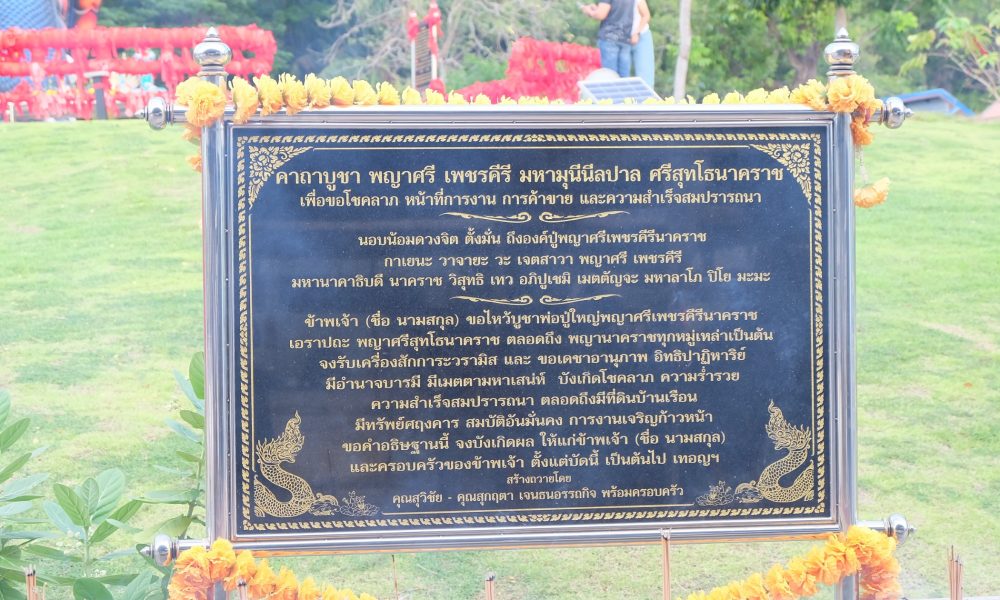 คาถาบูชา พญาศรี เพชรคีรี มหามุนีนีลปาล ศรีสุทโธนาคราช
เพื่อขอโชคลาภ หน้าที่การงาน การค้าขาย และความสำเร็จสมปรารถนา
นอบน้อมดวงจิต ตั้งมั่น ถึงองค์ปู่พญาศรีเพชรคีรีนาคราช
กาเยนะ วาจายะ วะ เจตสาวา พญาศรี เพชรคีรี
มหานาคาธิบดี นาคราช วิสุทธิ เทว อภิปูเชมิ เมตตัญจะ มหาลาโภ ปิโย มะมะ
ข้าพเจ้า (ชื่อ นามสกุล) ขอไหว้บูชาพ่อปู่ใหญ่พญาศรีเพชรคีรีนาคราช
เอราปถะ พญาศรีสุทโธนาคราช ตลอดถึง พญานาคราชทุกหมู่เหล่าเป็นต้น
จงรับเครื่องสักการะวรามิส และ ขอเดชาอานุภาพ อิทธิปาฏิหาริย์
มีอำนาจบารมี มีเมตตามหาเสน่ห์ บังเกิดโชคลาภ ความร่ำรวย
ความสำเร็จสมปรารถนา ตลอดถึงมีที่ดินบ้านเรือน
มีทรัพย์ศฤงคาร สมบัติอันมั่นคง การงานเจริญก้าวหน้า
ขอคำอธิษฐานนี้ จงบังเกิดผล ให้แก่ข้าพเจ้า (ชื่อ นามสกุล)
และครอบครัวของข้าพเจ้า ตั้งแต่บัดนี้ เป็นต้นไป เทอญฯ
สร้างถวายโดย
คุณสุวิชัย - คุณสุกฤตา เจนธนอรรถกิจ พร้อมครอบครัว